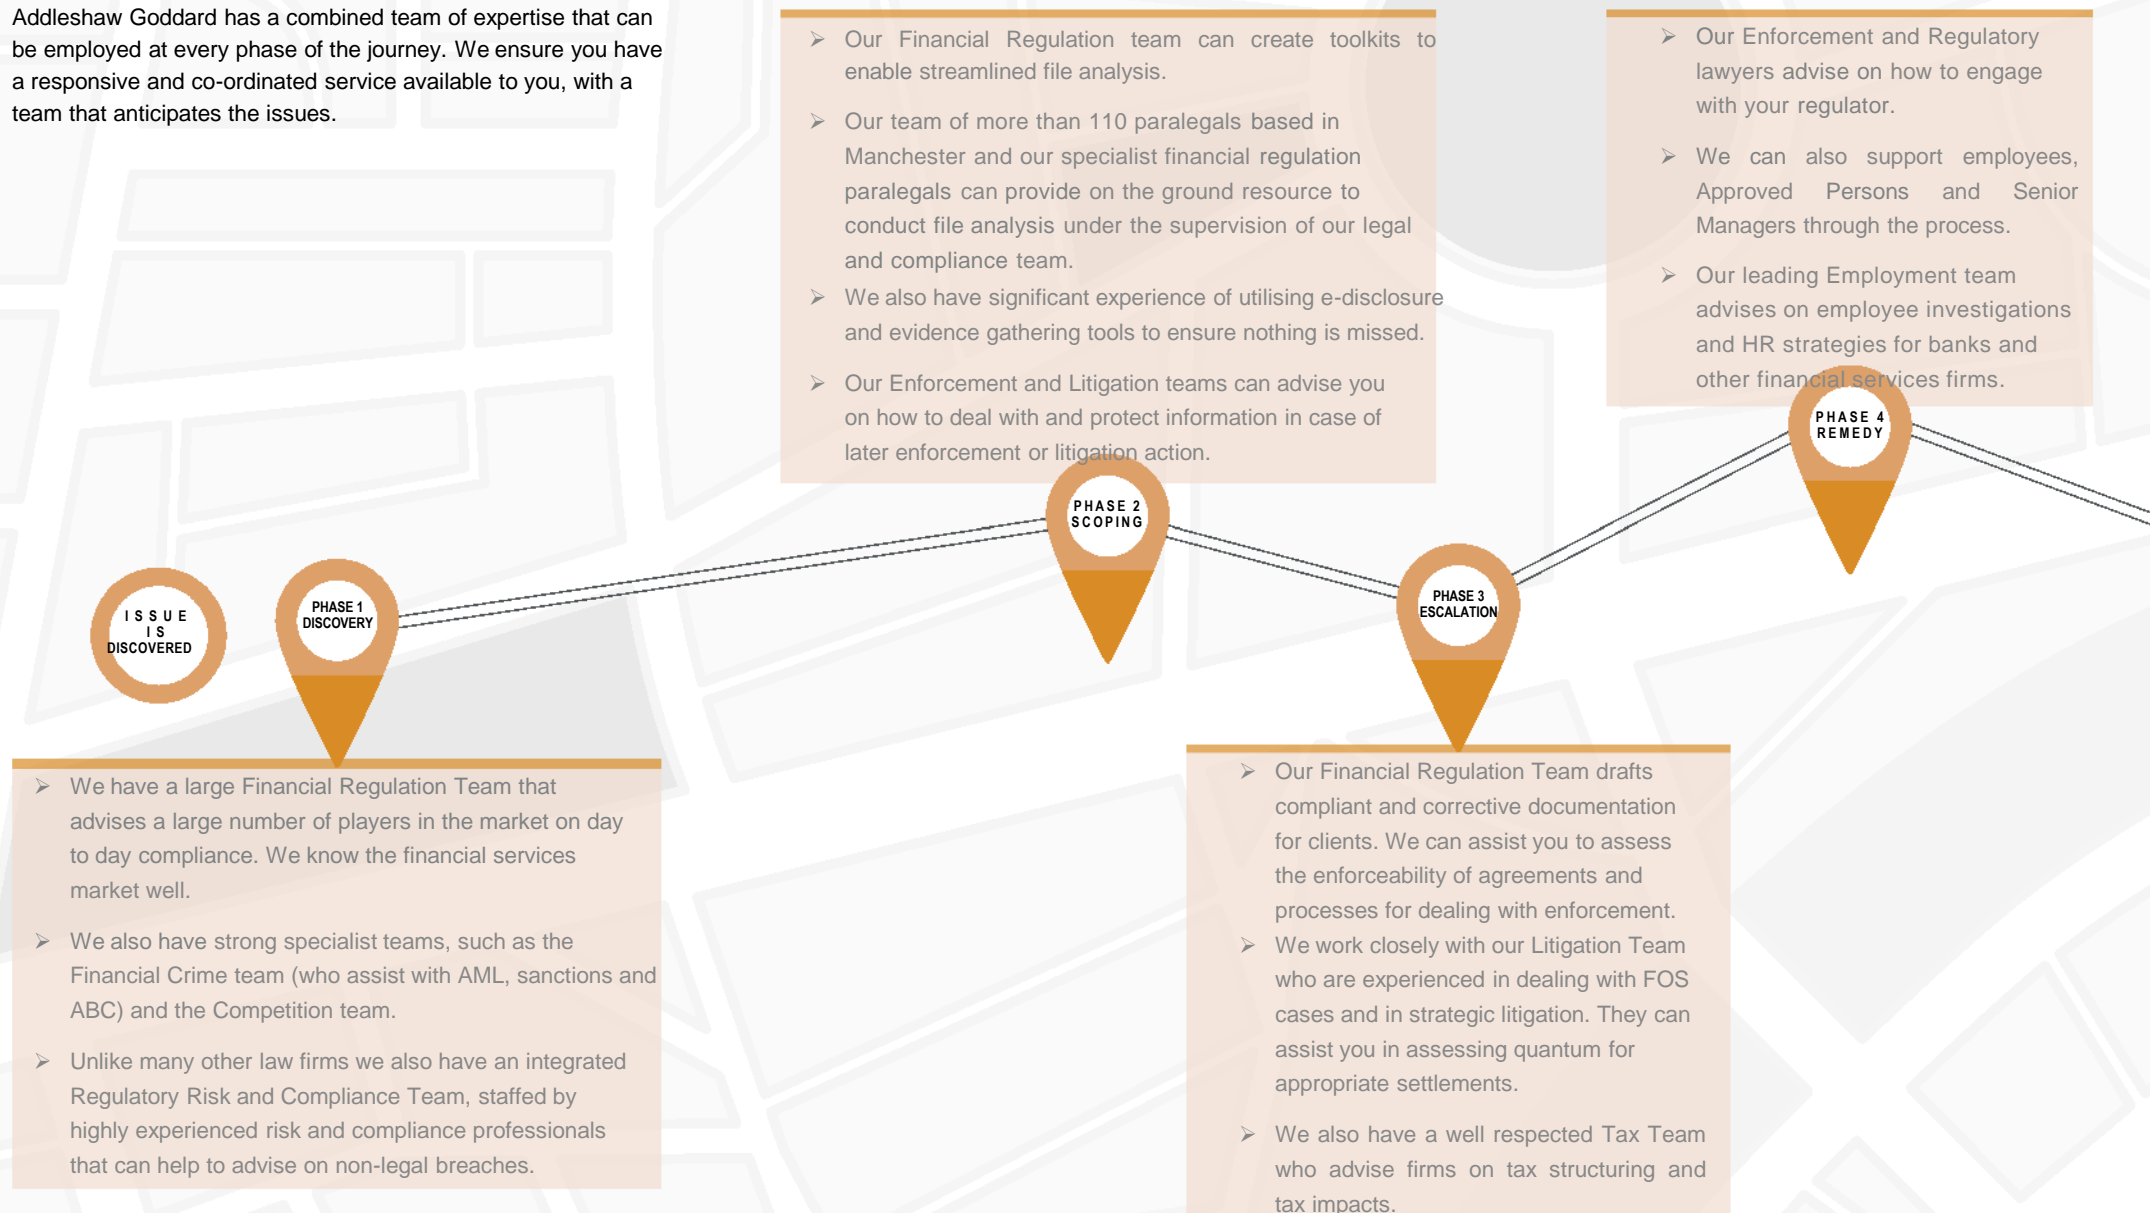 Addleshaw Goddard has a combined team of expertise that can
be employed at every phase of the journey. We ensure you have
a responsive and co-ordinated service available to you, with a
team that anticipates the issues.
➢ Our Financial Regulation team can create toolkits to
enable streamlined file analysis.
➢ Our team of more than 110 paralegals based in
Manchester and our specialist financial regulation
paralegals can provide on the ground resource to
conduct file analysis under the supervision of our legal
and compliance team.
➢ We also have significant experience of utilising e-disclosure
and evidence gathering tools to ensure nothing is missed.
➢ Our Enforcement and Litigation teams can advise you
on how to deal with and protect information in case of
later enforcement or litigation action.
➢ Our Enforcement and Regulatory
lawyers advise on how to engage
with your regulator.
➢ We can also support employees,
Approved Persons and Senior
Managers through the process.
➢ Our leading Employment team
advises on employee investigations
and HR strategies for banks and
other financial services firms.
ISSUE
IS
DISCOVERED
PHASE 1
DISCOVERY
PHASE 2
SCOPING
PHASE 3
ESCALATION
PHASE 4
REMEDY
➢ We have a large Financial Regulation Team that
advises a large number of players in the market on day
to day compliance. We know the financial services
market well.
➢ We also have strong specialist teams, such as the
Financial Crime team (who assist with AML, sanctions and
ABC) and the Competition team.
➢ Unlike many other law firms we also have an integrated
Regulatory Risk and Compliance Team, staffed by
highly experienced risk and compliance professionals
that can help to advise on non-legal breaches.
➢ Our Financial Regulation Team drafts
compliant and corrective documentation
for clients. We can assist you to assess
the enforceability of agreements and
processes for dealing with enforcement.
➢ We work closely with our Litigation Team
who are experienced in dealing with FOS
cases and in strategic litigation. They can
assist you in assessing quantum for
appropriate settlements.
➢ We also have a well respected Tax Team
who advise firms on tax structuring and
tax impacts.